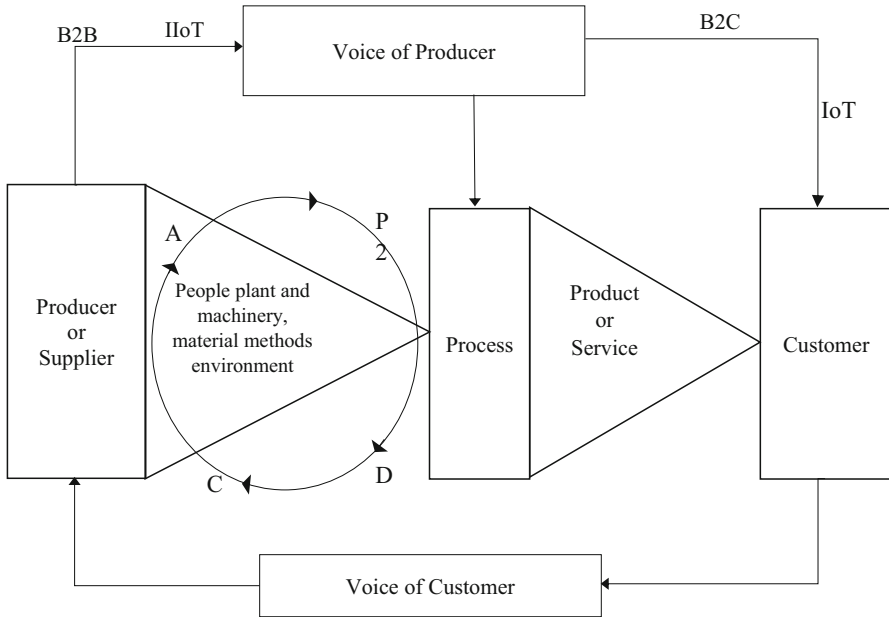 B2B
IIoT
Voice of Producer
B2C
IoT
A
P
2
Producer
or
Supplier
People plant and
machinery,
material methods
environment
Process
Product
or
Service
Customer
C
D
Voice of Customer